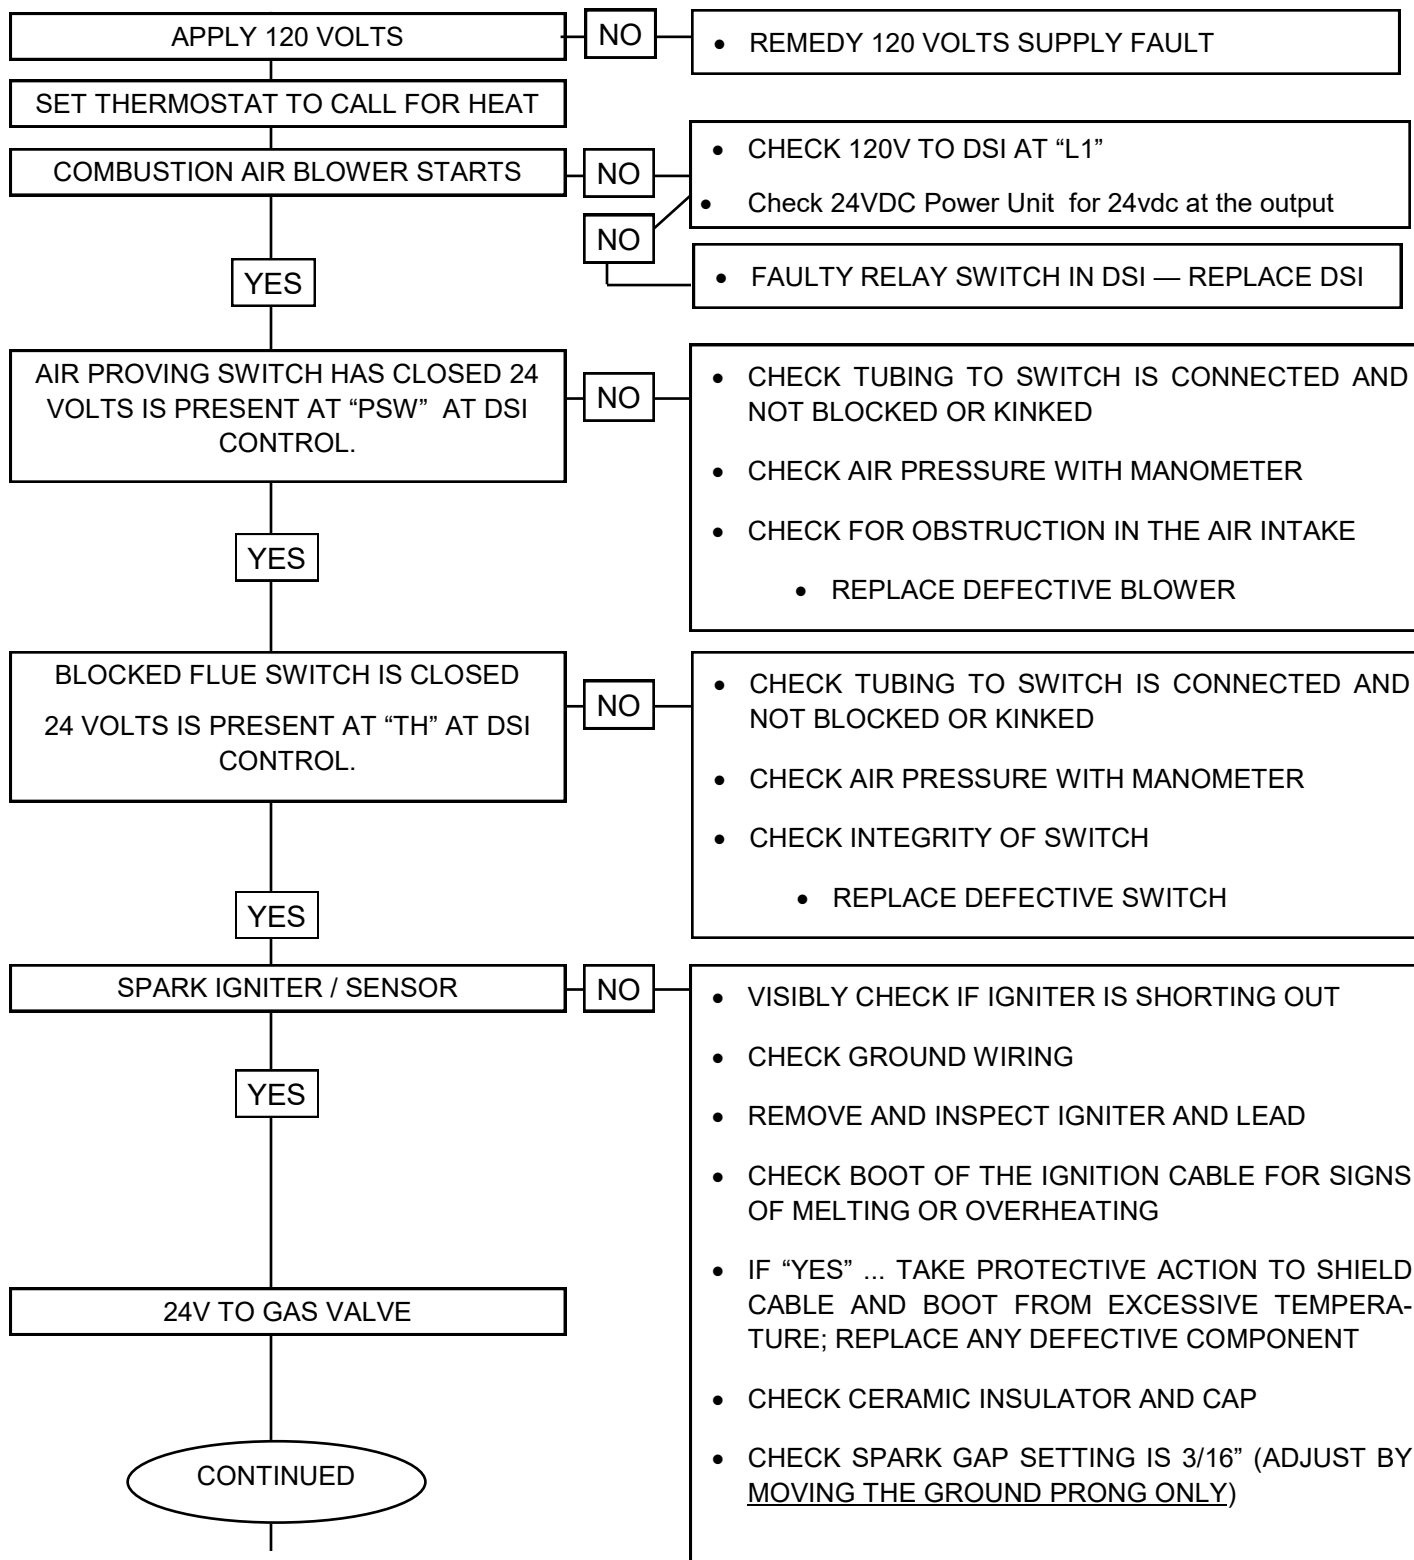 APPLY 120 VOLTS
NO
• REMEDY 120 VOLTS SUPPLY FAULT
SET THERMOSTAT TO CALL FOR HEAT
COMBUSTION AIR BLOWER STARTS
NO
• CHECK 120V TO DSI AT “L1”
• Check 24VDC Power Unit  for 24vdc at the output
NO
• FAULTY RELAY SWITCH IN DSI — REPLACE DSI
YES
AIR PROVING SWITCH HAS CLOSED 24
VOLTS IS PRESENT AT “PSW”  AT DSI
CONTROL.
NO
• CHECK TUBING TO SWITCH IS CONNECTED AND
NOT BLOCKED OR KINKED
• CHECK AIR PRESSURE WITH MANOMETER
• CHECK FOR OBSTRUCTION IN THE AIR INTAKE
• REPLACE DEFECTIVE BLOWER
YES
BLOCKED FLUE SWITCH IS CLOSED
24 VOLTS IS PRESENT AT “TH” AT DSI
CONTROL.
NO
• CHECK TUBING TO SWITCH IS CONNECTED AND
NOT BLOCKED OR KINKED
• CHECK AIR PRESSURE WITH MANOMETER
• CHECK INTEGRITY OF SWITCH
• REPLACE DEFECTIVE SWITCH
YES
SPARK IGNITER / SENSOR
NO
• VISIBLY CHECK IF IGNITER IS SHORTING OUT
• CHECK GROUND WIRING
• REMOVE AND INSPECT IGNITER AND LEAD
• CHECK BOOT OF THE IGNITION CABLE FOR SIGNS
OF MELTING OR OVERHEATING
• IF “YES” ... TAKE PROTECTIVE ACTION TO SHIELD
CABLE AND BOOT FROM EXCESSIVE TEMPERA-
TURE; REPLACE ANY DEFECTIVE COMPONENT
• CHECK CERAMIC INSULATOR AND CAP
• CHECK SPARK GAP SETTING IS 3/16” (ADJUST BY
MOVING THE GROUND PRONG ONLY)
YES
24V TO GAS VALVE
CONTINUED